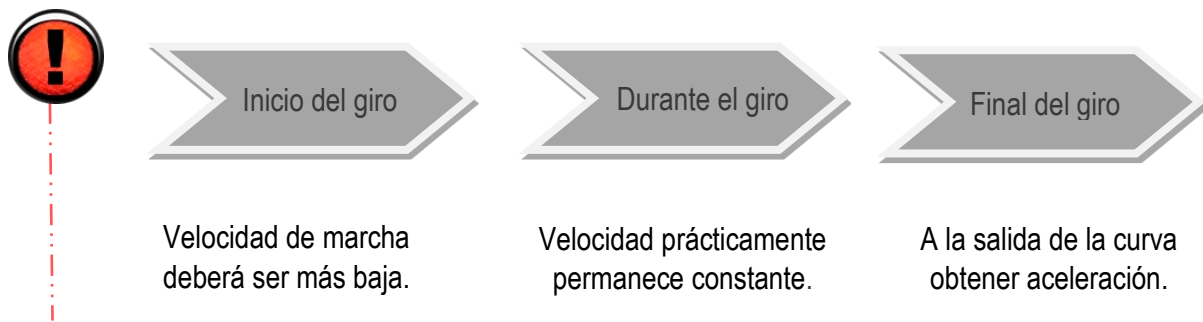 !
Inicio del giro
Durante el giro
Final del giro
Velocidad de marcha
deberá ser más baja.
Velocidad prácticamente
permanece constante.
A la salida de la curva
obtener aceleración.